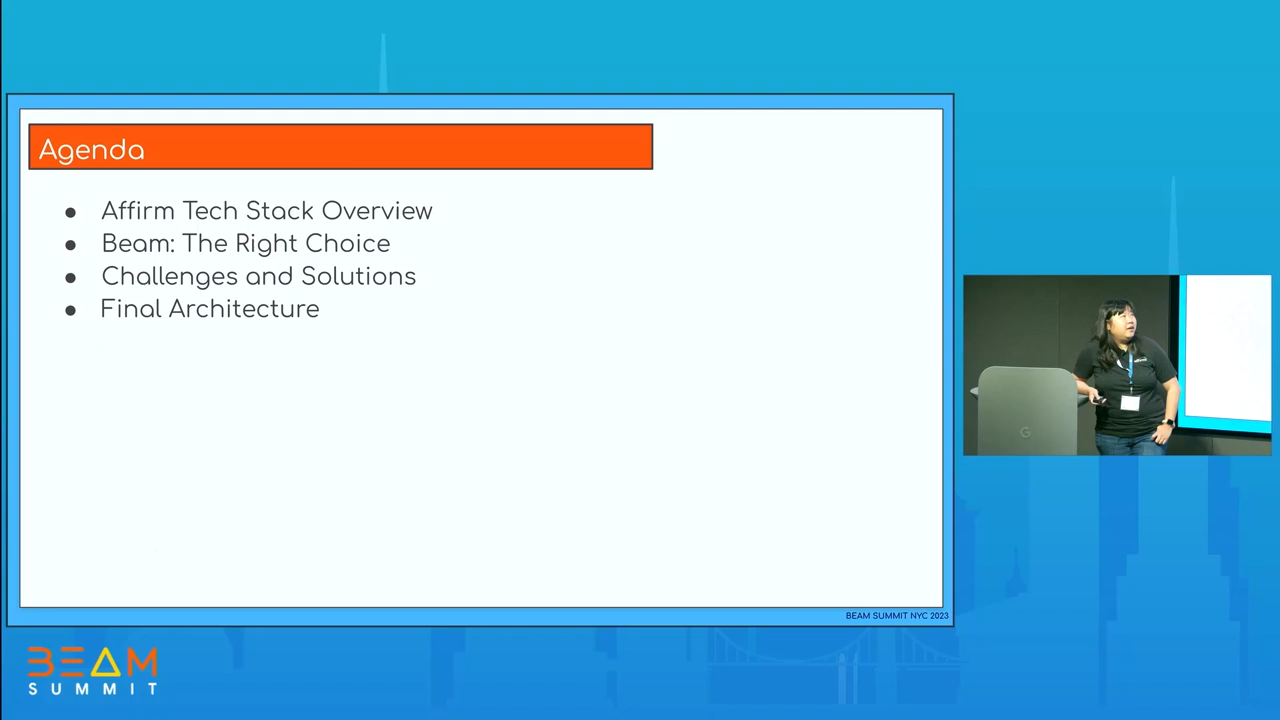 Agenda
● Affirm Tech Stack Overview
● Beam: The Right Choice
● Challenges and Solutions
● Final Architecture
BEAM SUMMIT NYC 2023
BEAM
SUMMIT